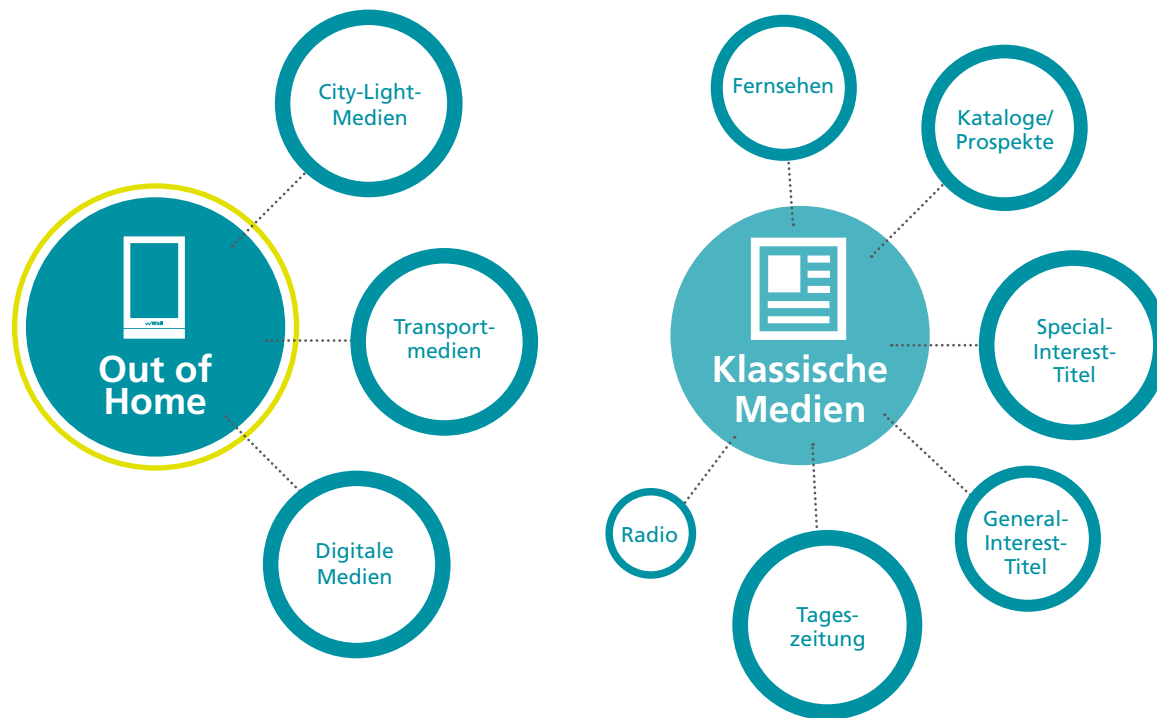 City-Light-
Medien
Out of
Home
Transport-
medien
Digitale
Medien
Fernsehen
Kataloge/
Prospekte
Klassische
Medien
Special-
Interest-
Titel
General-
Interest-
Titel
Tages-
zeitung
Radio
Wall